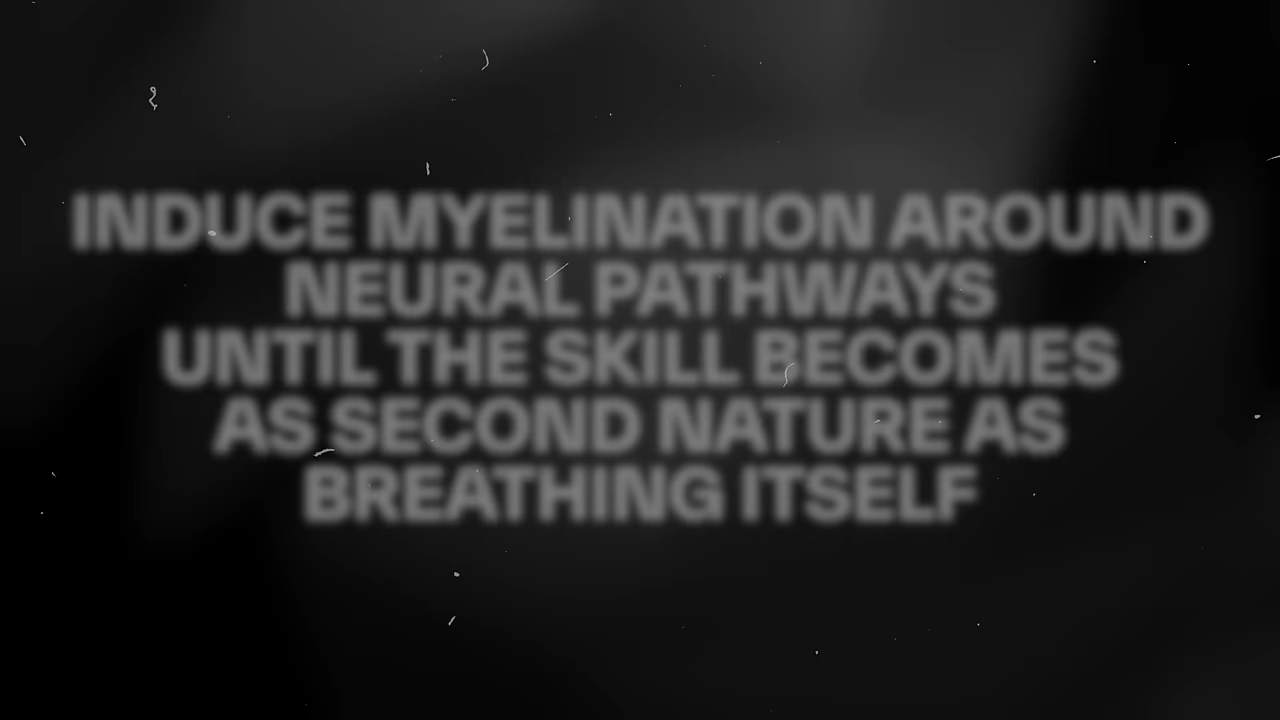 INDUCE MYELINATION AROUND
NEURAL PATHWAYS
UNTIL THE SKILL BECOMES
AS SECOND NATURE AS
BREATHING ITSELF